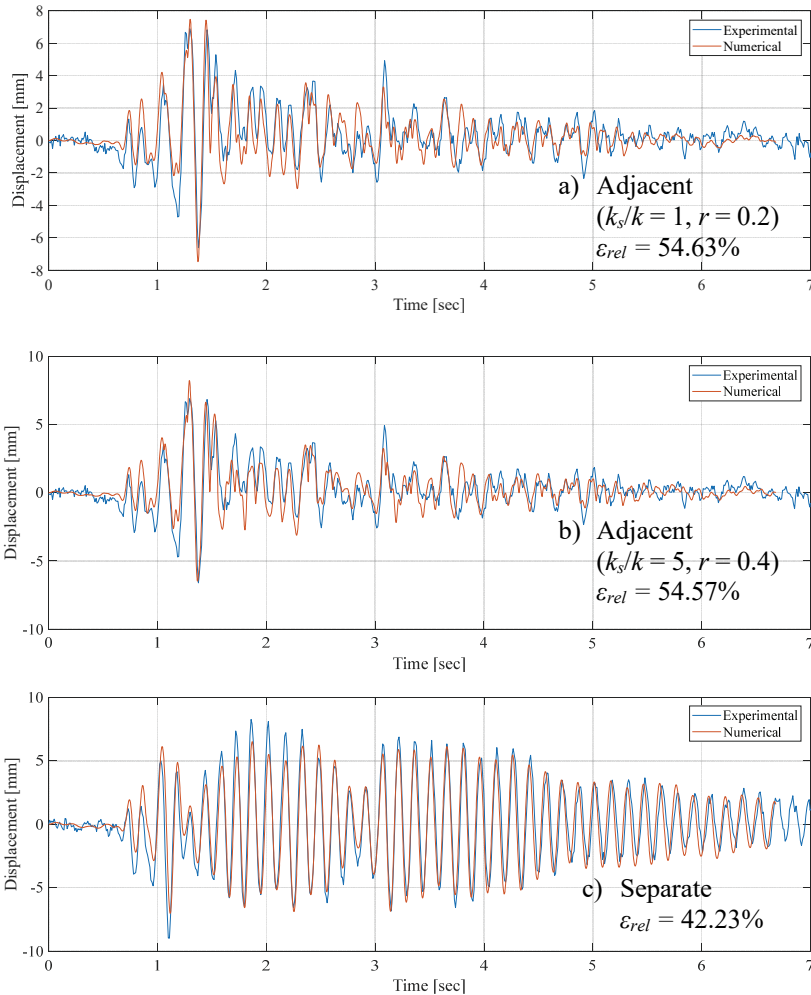 8
6
4
2
0
-2
-4
-6
8
Displacement [mm]
Experimental
Numerical
a) Adjacent
(kₛ/k = 1, r = 0.2)
εrel = 54.63%
0 1 2 3 4 5 6 7
Time [sec]
10
5
0
-5
-10
Displacement [mm]
Experimental
Numerical
b) Adjacent
(kₛ/k = 5, r = 0.4)
εrel = 54.57%
0 1 2 3 4 5 6 7
Time [sec]
10
5
0
-5
-10
Displacement [mm]
Experimental
Numerical
c) Separate
εrel = 42.23%
0 1 2 3 4 5 6 7
Time [sec]